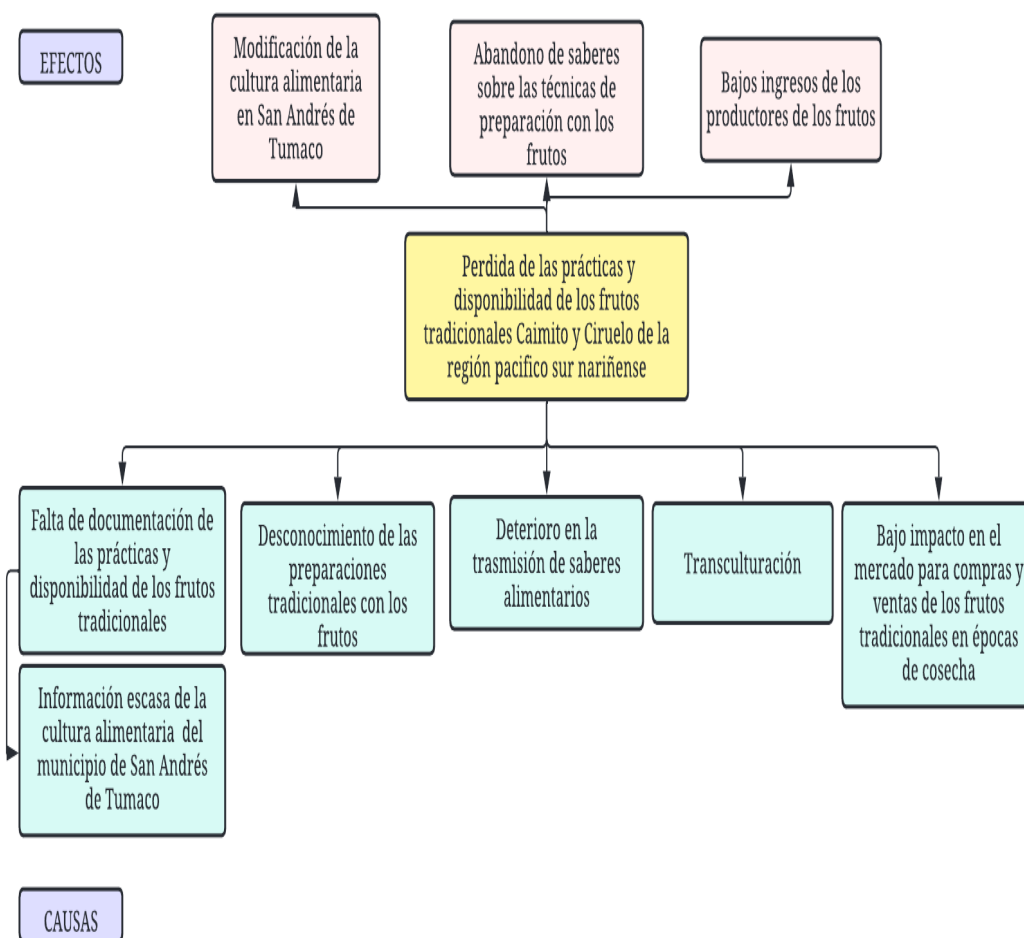 EFECTOS
Modificación de la
cultura alimentaria
en San Andrés de
Tumaco
Abandono de saberes
sobre las técnicas de
preparación con los
frutos
Bajos ingresos de los
productores de los frutos
Perdida de las prácticas y
disponibilidad de los frutos
tradicionales Caimito y Ciruelo de la
región pacifico sur nariñense
Falta de documentación de
las prácticas y
disponibilidad de los frutos
tradicionales
Desconocimiento de las
preparaciones
tradicionales con los
frutos
Deterioro en la
trasmisión de saberes
alimentarios
Transculturación
Bajo impacto en el
mercado para compras y
ventas de los frutos
tradicionales en épocas
de cosecha
Información escasa de la
cultura alimentaria del
municipio de San Andrés
de Tumaco
CAUSAS